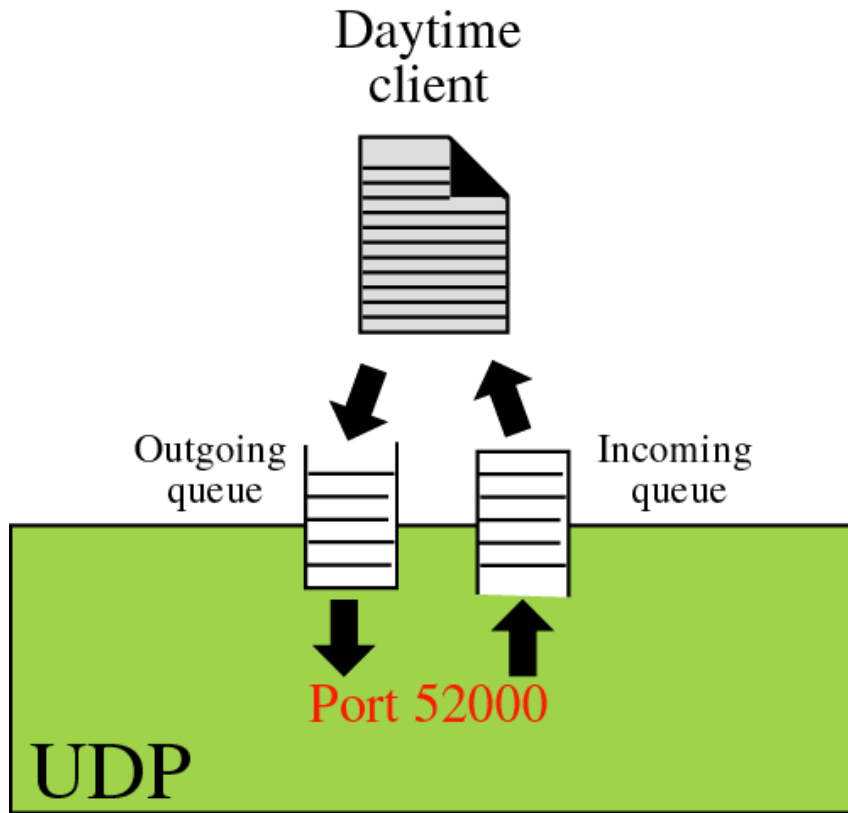 Daytime
client
Outgoing
queue
Incoming
queue
Port 52000
UDP